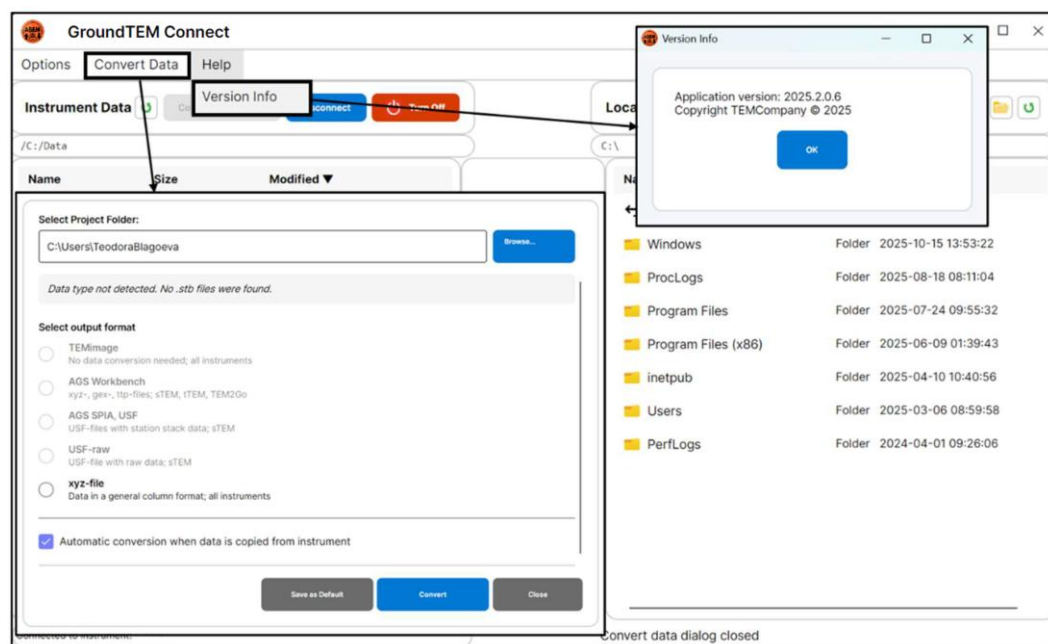 GroundTEM Connect
Options Convert Data Help
Version Info
Instrument Data
Turn Off
/C:/Data
Name Size Modified ▼
Select Project Folder:
C:\Users\TeodoraBlagoeva
Browse...
Data type not detected. No .stb files were found.
Select output format
TEMimage
No data conversion needed; all instruments
AGS Workbench
xyz-, gex-, ttp-files; sTEM, tTEM, TEM2Go
AGS SPIA, USF
USF-files with station stack data; sTEM
USF-raw
USF-file with raw data; sTEM
xyz-file
Data in a general column format; all instruments
Automatic conversion when data is copied from instrument
Save as Default Convert Close
Connected to instrument.
Version Info
Application version: 2025.2.0.6
Copyright TEMCompany © 2025
OK
C:\
Windows Folder 2025-10-15 13:53:22
ProcLogs Folder 2025-08-18 08:11:04
Program Files Folder 2025-07-24 09:55:32
Program Files (x86) Folder 2025-06-09 01:39:43
inetpub Folder 2025-04-10 10:40:56
Users Folder 2025-03-06 08:59:58
PerfLogs Folder 2024-04-01 09:26:06
Convert data dialog closed